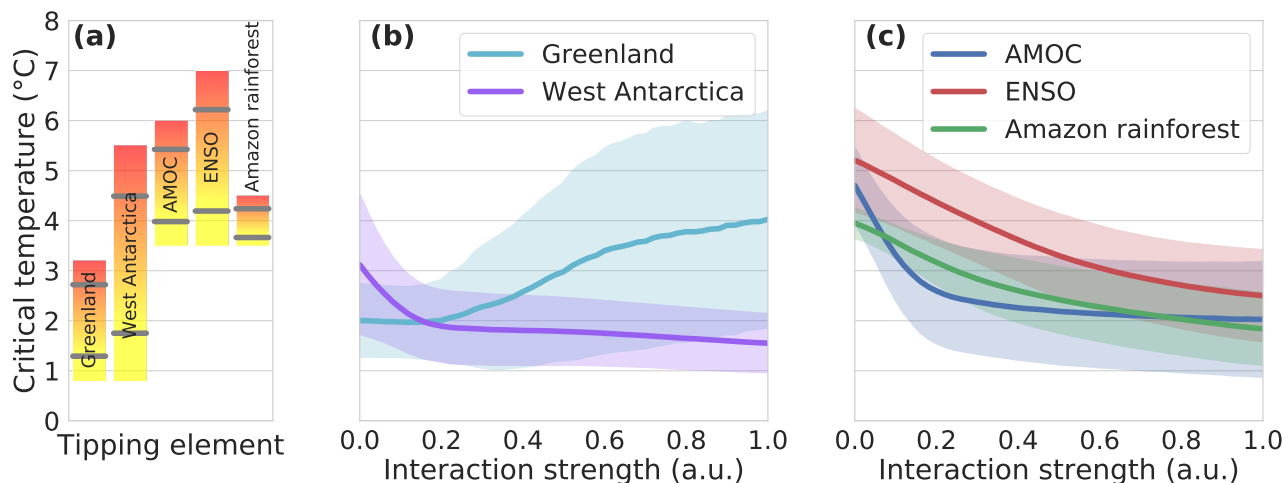 Critical temperature (°C)
8
7
6
5
4
3
2
1
0
(a)
Greenland
West Antarctica
AMOC
ENSO
Amazon rainforest
Tipping element
(b)
Greenland
West Antarctica
0.0 0.2 0.4 0.6 0.8 1.0
Interaction strength (a.u.)
(c)
AMOC
ENSO
Amazon rainforest
0.0 0.2 0.4 0.6 0.8 1.0
Interaction strength (a.u.)